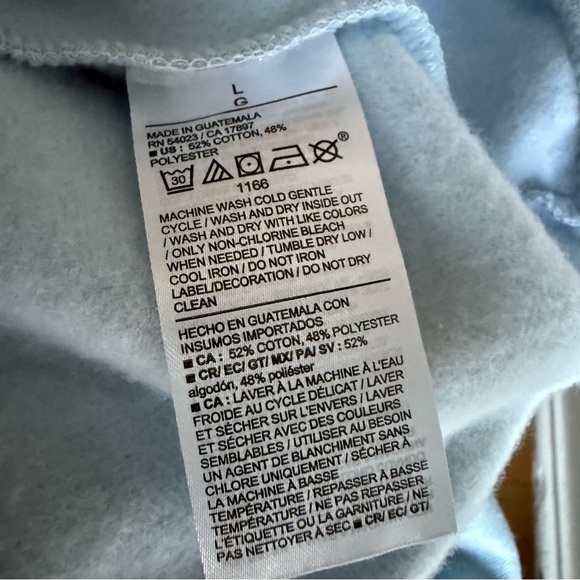 L
G
MADE IN GUATEMALA
RN 54023 / CA 17897
■ US : 52% COTTON, 48%
POLYESTER
30
®
1166
MACHINE WASH COLD GENTLE
CYCLE / WASH AND DRY INSIDE OUT
/ WASH AND DRY WITH LIKE COLORS
/ ONLY NON-CHLORINE BLEACH
WHEN NEEDED / TUMBLE DRY LOW /
COOL IRON / DO NOT IRON
LABEL/DECORATION / DO NOT DRY
CLEAN
HECHO EN GUATEMALA CON
INSUMOS IMPORTADOS
■ CA : 52% COTTON, 48% POLYESTER
■ CR/ EC/ GT/ MX/ PA/ SV : 52%
algodón, 48% poliéster
■ CA : LAVER À LA MACHINE À L'EAU
FROIDE AU CYCLE DÉLICAT / LAVER
ET SÉCHER SUR L'ENVERS / LAVER
ET SÉCHER AVEC DES COULEURS
SEMBLABLES / UTILISER AU BESOIN
UN AGENT DE BLANCHIMENT SANS
CHLORE UNIQUEMENT / SÉCHER À
LA MACHINE À BASSE
TEMPÉRATURE / REPASSER À BASSE
TEMPÉRATURE / NE PAS REPASSER
L'ÉTIQUETTE OU LA GARNITURE / NE
PAS NETTOYER À SEC ■ CR/ EC/ GT/